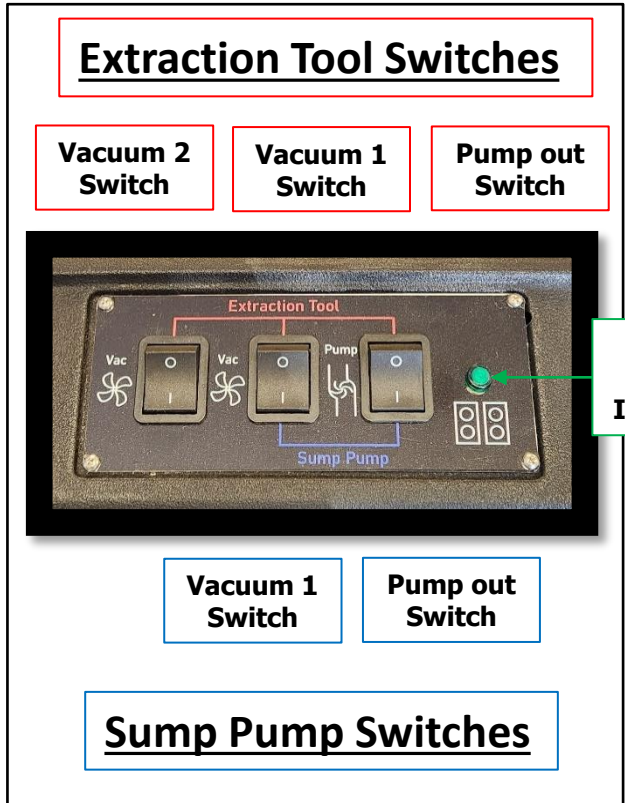 Extraction Tool Switches
Vacuum 2
Switch
Vacuum 1
Switch
Pump out
Switch
Extraction Tool
Vac
Vac
Pump
O
O
O
I
I
I
Sump Pump
I
Vacuum 1
Switch
Pump out
Switch
Sump Pump Switches